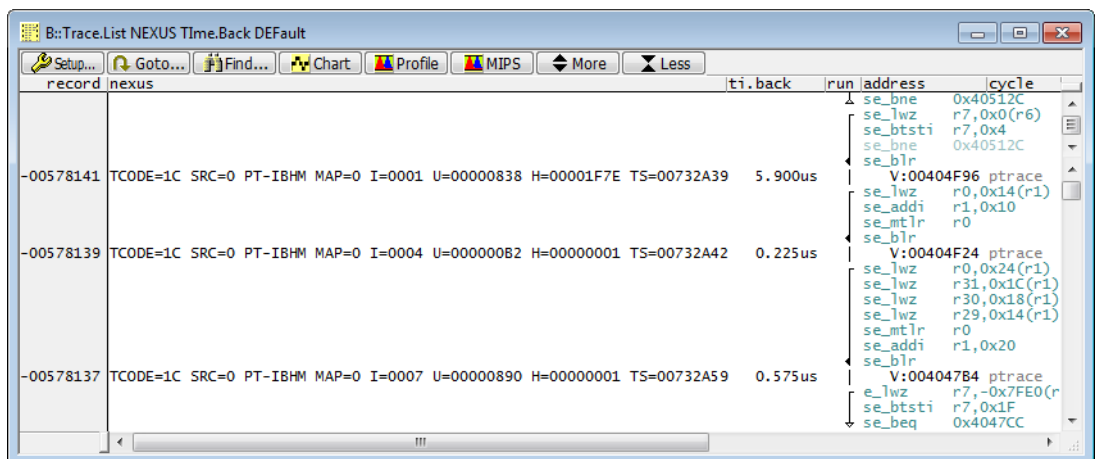 B::Trace.List NEXUS TIme.Back DEFault
Setup... Goto... Find... Chart Profile MIPS More Less
record nexus ti.back run address cycle
se_bne 0x40512C
se_lwz r7,0x0(r6)
se_btsti r7,0x4
se_bne 0x40512C
se_blr
-00578141 TCODE=1C SRC=0 PT-IBHM MAP=0 I=0001 U=00000838 H=00001F7E TS=00732A39 5.900us V:00404F96 ptrace
se_lwz r0,0x14(r1)
se_addi r1,0x10
se_mtlr r0
se_blr
-00578139 TCODE=1C SRC=0 PT-IBHM MAP=0 I=0004 U=000000B2 H=00000001 TS=00732A42 0.225us V:00404F24 ptrace
se_lwz r0,0x24(r1)
se_lwz r31,0x1C(r1)
se_lwz r30,0x18(r1)
se_lwz r29,0x14(r1)
se_mtlr r0
se_addi r1,0x20
se_blr
-00578137 TCODE=1C SRC=0 PT-IBHM MAP=0 I=0007 U=00000890 H=00000001 TS=00732A59 0.575us V:004047B4 ptrace
e_lwz r7,-0x7FE0(r
se_btsti r7,0x1F
se_beq 0x4047CC